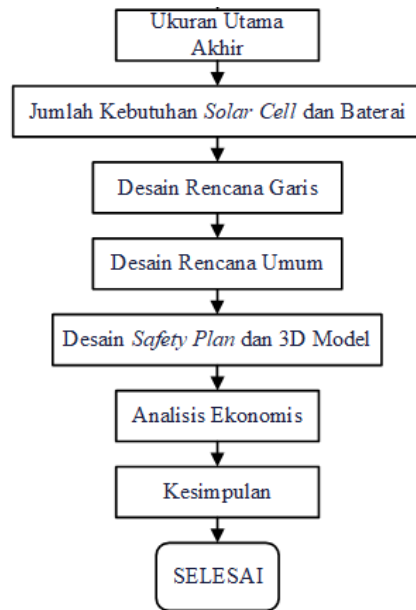 Ukuran Utama
Akhir
Jumlah Kebutuhan Solar Cell dan Baterai
Desain Rencana Garis
Desain Rencana Umum
Desain Safety Plan dan 3D Model
Analisis Ekonomis
Kesimpulan
SELESAI